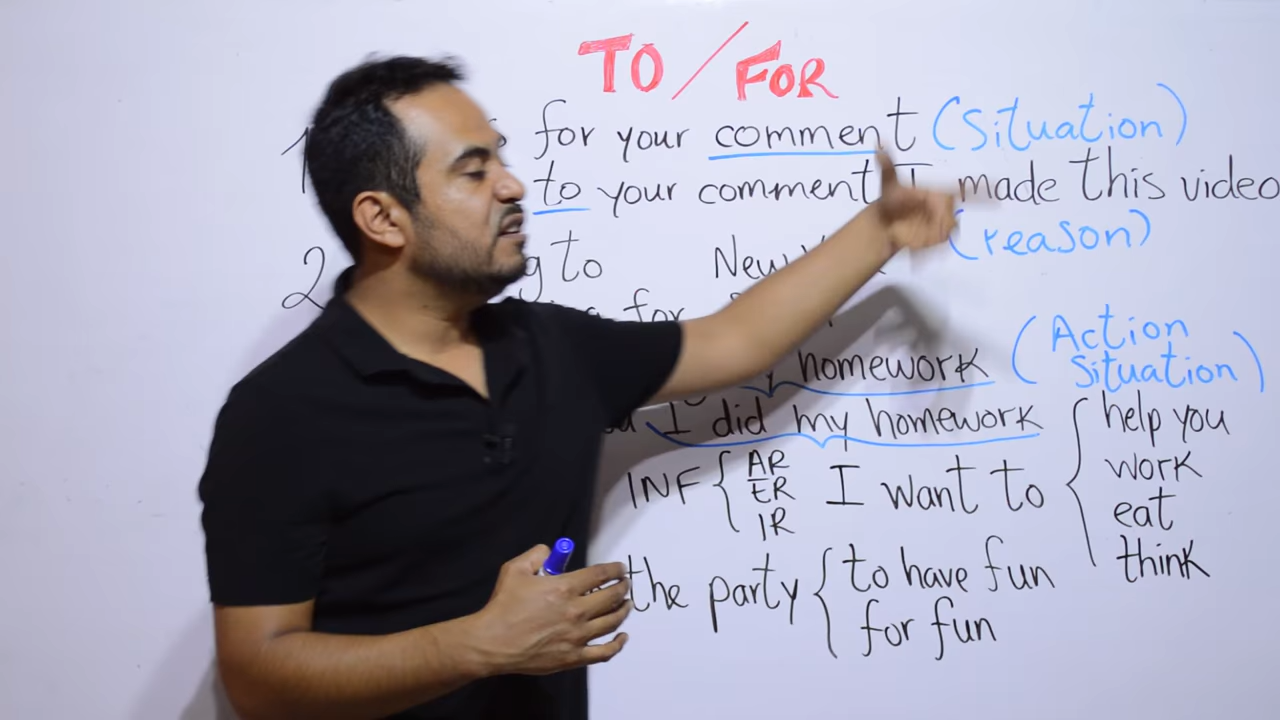 TO / FOR
1 for your comment (Situation)
to your comment I made this video
(reason)
2 to New
for
homework (Action Situation)
I did my homework
INF { AR ER IR I want to { help you work eat think
the party { to have fun
for fun